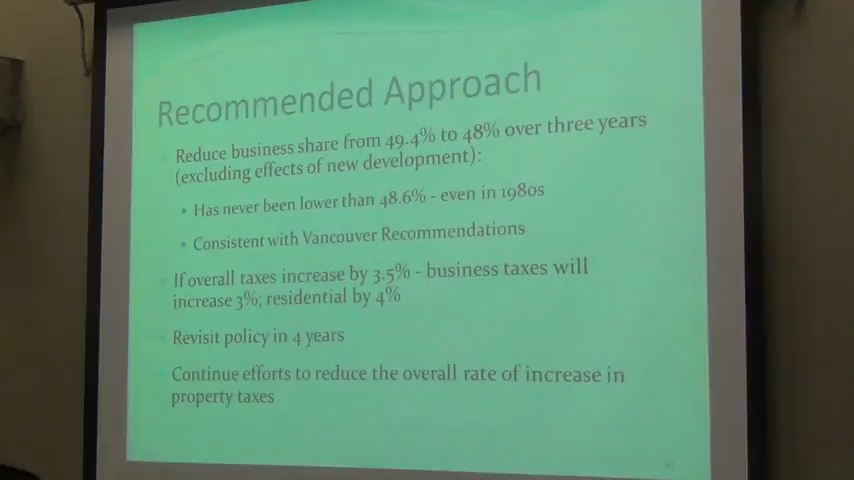 Recommended Approach
Reduce business share from 49.4% to 48% over three years
(excluding effects of new development):
• Has never been lower than 48.6% - even in 1980s
• Consistent with Vancouver Recommendations
If overall taxes increase by 3.5% - business taxes will
increase 3%; residential by 4%
Revisit policy in 4 years
Continue efforts to reduce the overall rate of increase in
property taxes